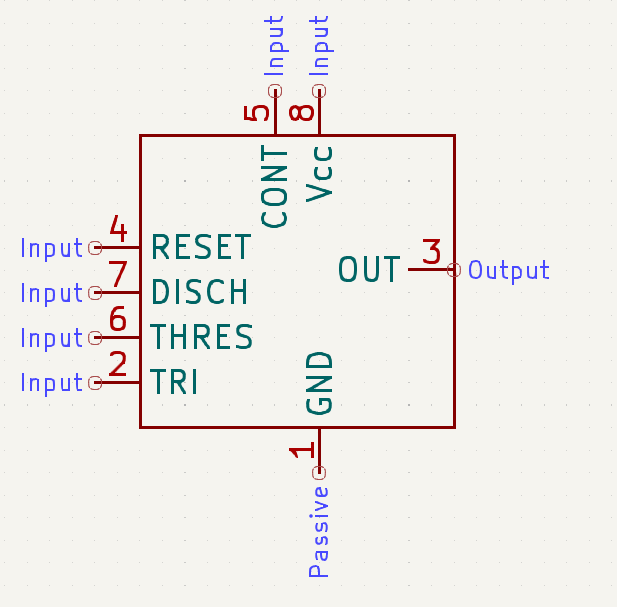 Input
Input
5
8
CONT
Vcc
4
Input
RESET
OUT
3
Output
7
Input
DISCH
6
Input
THRES
2
Input
TRI
GND
1
Passive